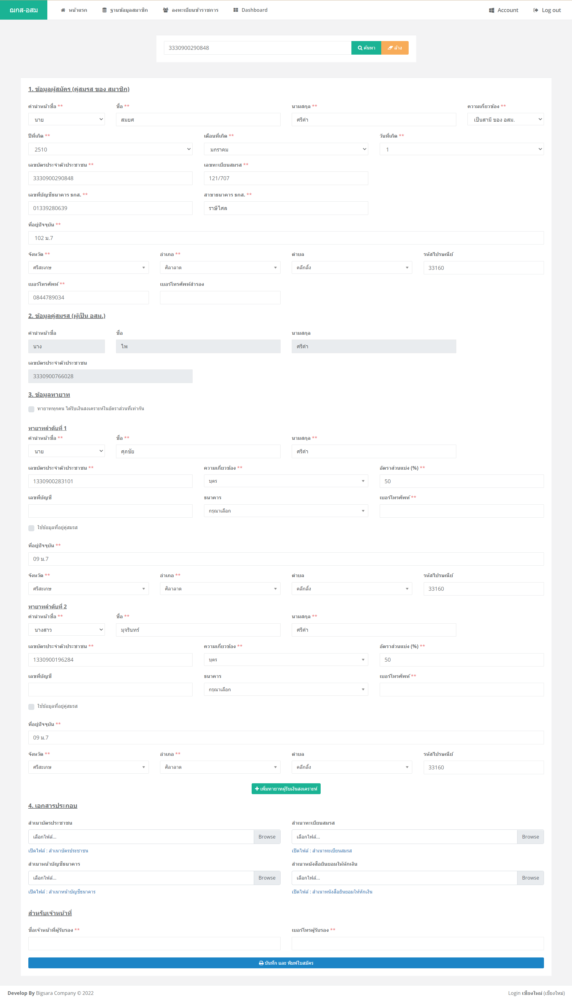 ฌกส-อสม หน้าแรก ฐานข้อมูลสมาชิก ลงทะเบียนข้าราชการ Dashboard Account Log out
3330900290848 ค้นหา ล้าง
1. ข้อมูลผู้สมัคร (คู่สมรส ของ สมาชิก)
คำนำหน้าชื่อ ** ชื่อ ** นามสกุล ** ความเกี่ยวข้อง **
นาย สมยศ ศรีค่ำ เป็นสามี ของ อสม.
ปีที่เกิด ** เดือนที่เกิด ** วันที่เกิด **
2510 มกราคม 1
เลขบัตรประจำตัวประชาชน ** เลขทะเบียนสมรส **
3330900290848 121/707
เลขที่บัญชีธนาคาร ธกส. ** สาขาธนาคาร ธกส. **
01339280639 ราษีไศล
ที่อยู่ปัจจุบัน **
102 ม.7
จังหวัด ** อำเภอ ** ตำบล รหัสไปรษณีย์
ศรีสะเกษ ศิลาลาด คลีกลิ้ง 33160
เบอร์โทรศัพท์ ** เบอร์โทรศัพท์สำรอง
0844789034
2. ข้อมูลคู่สมรส (ผู้เป็น อสม.)
คำนำหน้าชื่อ ชื่อ นามสกุล
นาง ไพ ศรีค่ำ
เลขบัตรประจำตัวประชาชน
3330900766028
3. ข้อมูลทายาท
ทายาททุกคน ได้รับเงินสงเคราะห์ในอัตราส่วนที่เท่ากัน
ทายาทลำดับที่ 1
คำนำหน้าชื่อ ** ชื่อ ** นามสกุล **
นาย ศุภชัย ศรีค่ำ
เลขบัตรประจำตัวประชาชน ** ความเกี่ยวข้อง ** อัตราส่วนแบ่ง (%) **
1330900283101 บุตร 50
เลขที่บัญชี ธนาคาร เบอร์โทรศัพท์ **
กรุณาเลือก
ใช้ข้อมูลที่อยู่คู่สมรส
ที่อยู่ปัจจุบัน **
09 ม.7
จังหวัด ** อำเภอ ** ตำบล รหัสไปรษณีย์
ศรีสะเกษ ศิลาลาด คลีกลิ้ง 33160
ทายาทลำดับที่ 2
คำนำหน้าชื่อ ** ชื่อ ** นามสกุล **
นางสาว มุจรินทร์ ศรีค่ำ
เลขบัตรประจำตัวประชาชน ** ความเกี่ยวข้อง ** อัตราส่วนแบ่ง (%) **
1330900196284 บุตร 50
เลขที่บัญชี ธนาคาร เบอร์โทรศัพท์ **
กรุณาเลือก
ใช้ข้อมูลที่อยู่คู่สมรส
ที่อยู่ปัจจุบัน **
09 ม.7
จังหวัด ** อำเภอ ** ตำบล รหัสไปรษณีย์
ศรีสะเกษ ศิลาลาด คลีกลิ้ง 33160
เพิ่มทายาทผู้รับเงินสงเคราะห์
4. เอกสารประกอบ
สำเนาบัตรประชาชน สำเนาทะเบียนสมรส
เลือกไฟล์... Browse เลือกไฟล์... Browse
เปิดไฟล์ : สำเนาบัตรประชาชน เปิดไฟล์ : สำเนาทะเบียนสมรส
สำเนาหน้าบัญชีธนาคาร สำเนาหนังสือยินยอมให้หักเงิน
เลือกไฟล์... Browse เลือกไฟล์... Browse
เปิดไฟล์ : สำเนาหน้าบัญชีธนาคาร เปิดไฟล์ : สำเนาหนังสือยินยอมให้หักเงิน
สำหรับเจ้าหน้าที่
ชื่อเจ้าหน้าที่ผู้รับรอง ** เบอร์โทรผู้รับรอง **
บันทึก และ พิมพ์ใบสมัคร
Develop By Bigsara Company © 2022 Login เชียงใหม่ (เชียงใหม่)